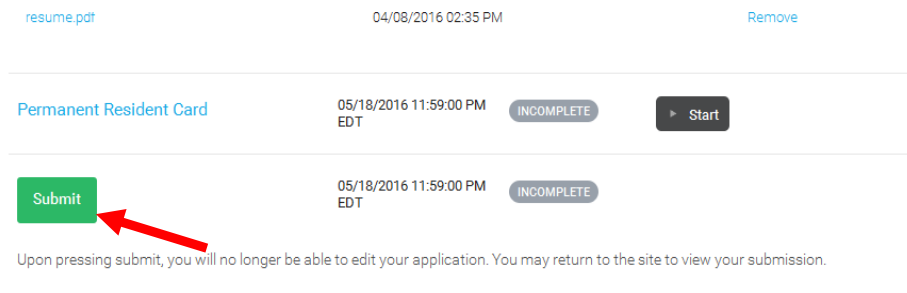 resume.pdf 04/08/2016 02:35 PM Remove
Permanent Resident Card 05/18/2016 11:59:00 PM INCOMPLETE Start
EDT
Submit 05/18/2016 11:59:00 PM INCOMPLETE
EDT
Upon pressing submit, you will no longer be able to edit your application. You may return to the site to view your submission.